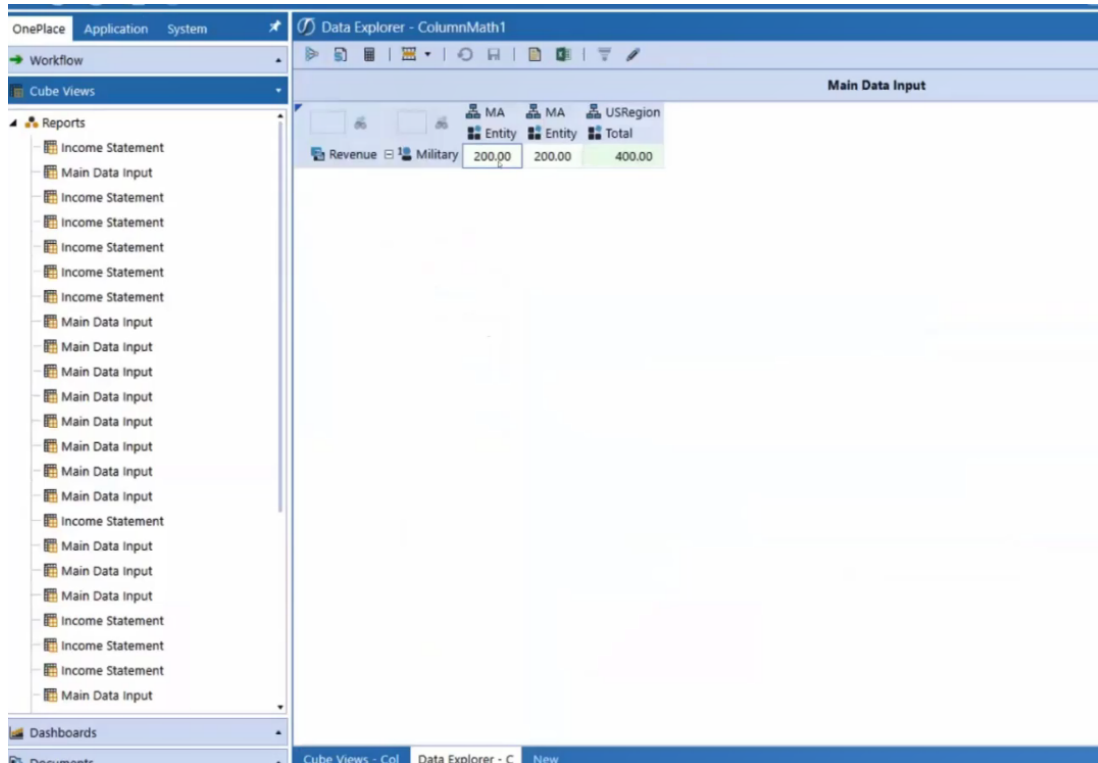 OnePlace Application System
Data Explorer - ColumnMath1
Workflow
Cube Views
Main Data Input
Reports
Income Statement
Main Data Input
Income Statement
Income Statement
Income Statement
Income Statement
Income Statement
Main Data Input
Main Data Input
Main Data Input
Main Data Input
Main Data Input
Main Data Input
Main Data Input
Main Data Input
Income Statement
Main Data Input
Main Data Input
Main Data Input
Income Statement
Income Statement
Income Statement
Main Data Input
MA MA USRegion
Entity Entity Total
Revenue Military 200.00 200.00 400.00
Dashboards
Documents
Cube Views - Col Data Explorer - C New